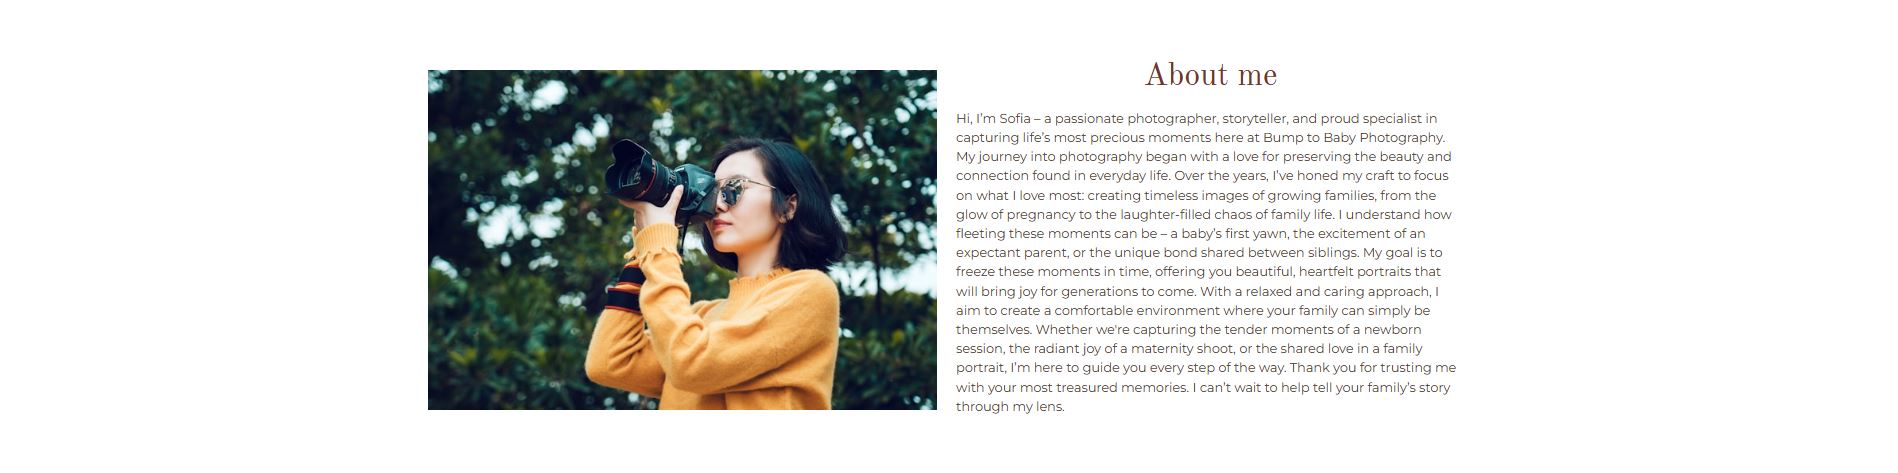 About me
Hi, I’m Sofia – a passionate photographer, storyteller, and proud specialist in
capturing life’s most precious moments here at Bump to Baby Photography.
My journey into photography began with a love for preserving the beauty and
connection found in everyday life. Over the years, I’ve honed my craft to focus
on what I love most: creating timeless images of growing families, from the
glow of pregnancy to the laughter-filled chaos of family life. I understand how
fleeting these moments can be – a baby’s first yawn, the excitement of an
expectant parent, or the unique bond shared between siblings. My goal is to
freeze these moments in time, offering you beautiful, heartfelt portraits that
will bring joy for generations to come. With a relaxed and caring approach, I
aim to create a comfortable environment where your family can simply be
themselves. Whether we're capturing the tender moments of a newborn
session, the radiant joy of a maternity shoot, or the shared love in a family
portrait, I’m here to guide you every step of the way. Thank you for trusting me
with your most treasured memories. I can’t wait to help tell your family’s story
through my lens.